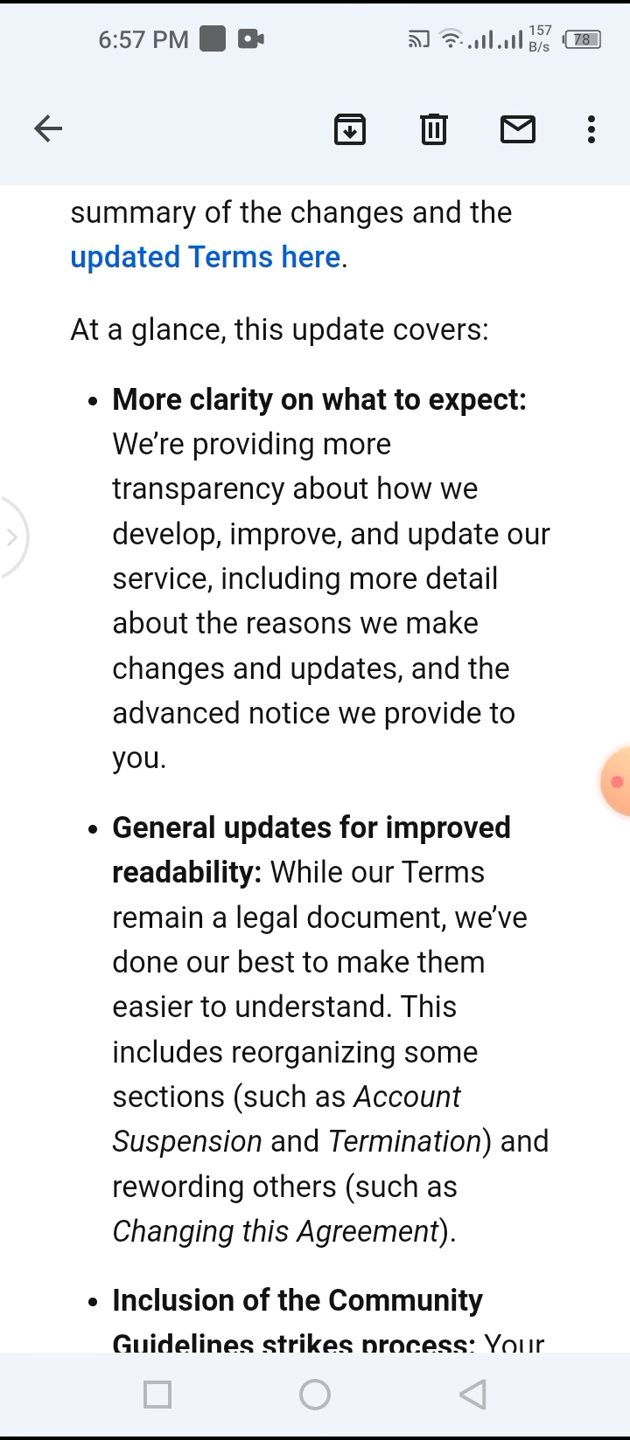 6:57 PM
157
B/s
78
summary of the changes and the
updated Terms here.
At a glance, this update covers:
• More clarity on what to expect:
We’re providing more
transparency about how we
develop, improve, and update our
service, including more detail
about the reasons we make
changes and updates, and the
advanced notice we provide to
you.
• General updates for improved
readability: While our Terms
remain a legal document, we’ve
done our best to make them
easier to understand. This
includes reorganizing some
sections (such as Account
Suspension and Termination) and
rewording others (such as
Changing this Agreement).
• Inclusion of the Community
Guidelines strikes process: Your